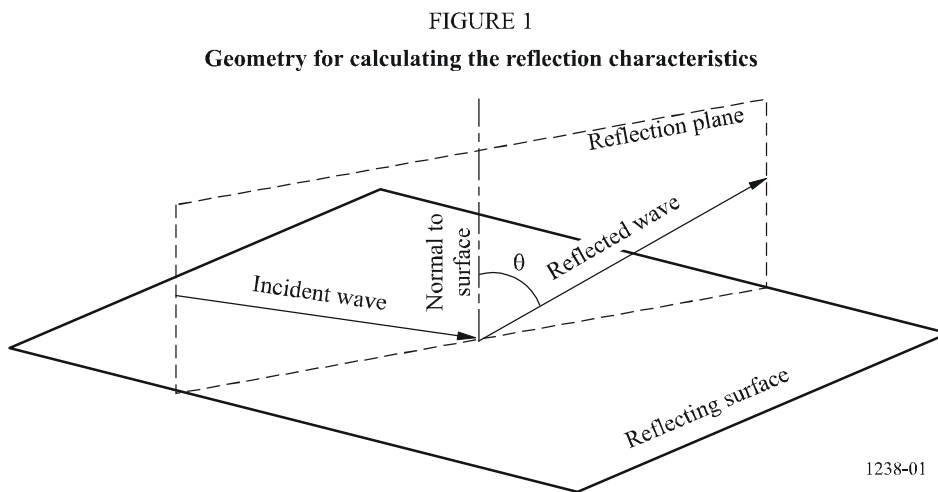 FIGURE 1
Geometry for calculating the reflection characteristics
Reflection plane
Normal to
surface
θ
Reflected wave
Incident wave
Reflecting surface
1238-01